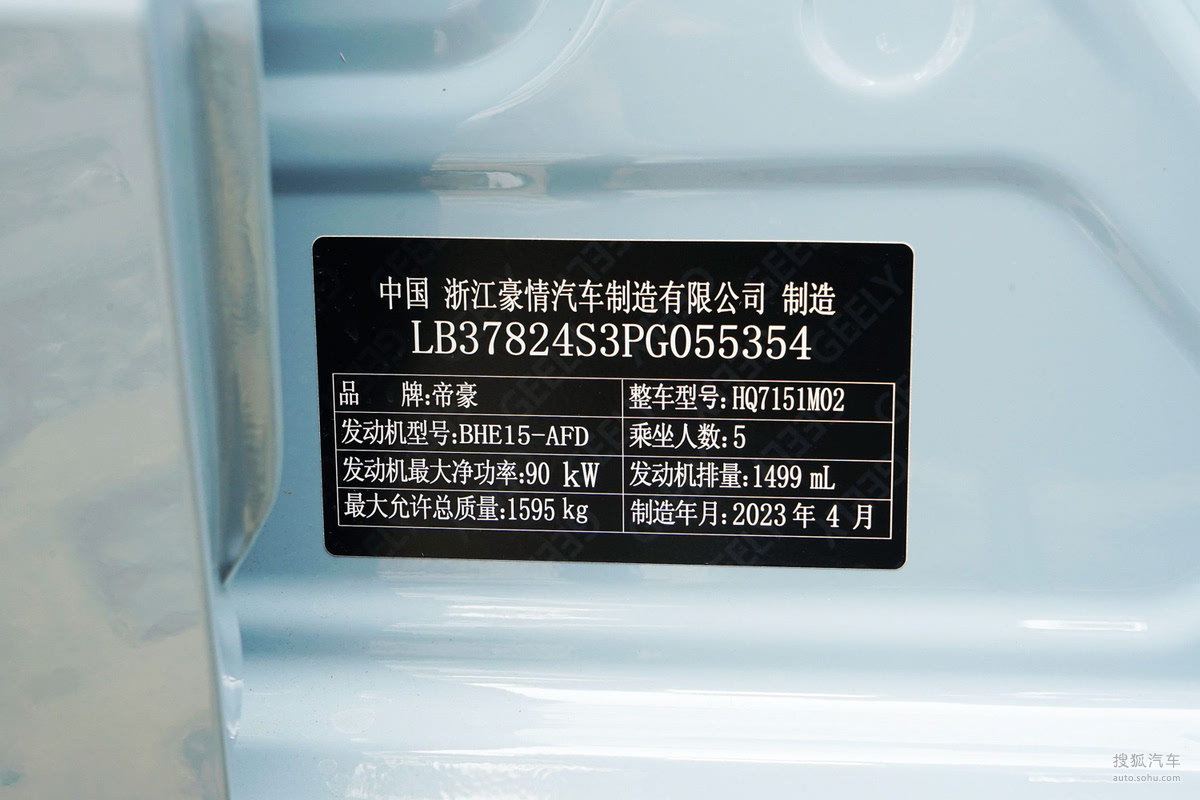 中国 浙江豪情汽车制造有限公司 制造
LB37824S3PG055354
品 牌:帝豪 整车型号:HQ7151M02
发动机型号:BHE15-AFD 乘坐人数:5
发动机最大净功率:90 kW 发动机排量:1499 mL
最大允许总质量:1595 kg 制造年月:2023年 4 月
搜狐汽车
auto.sohu.com